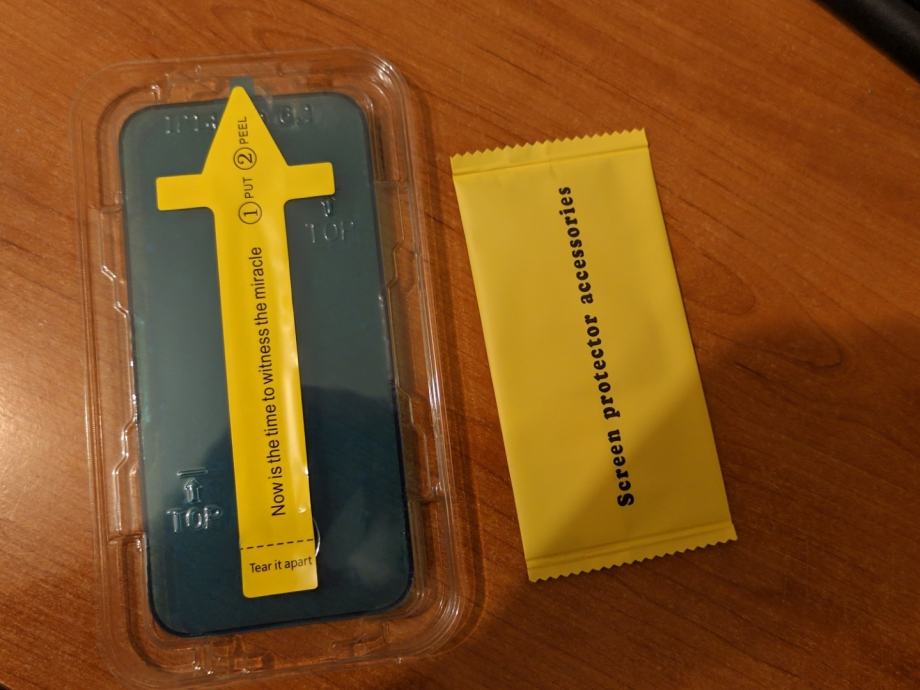 ② PEEL
① PUT
Now is the time to witness the miracle
Tear it apart
TOP
TOP
Screen protector accessories